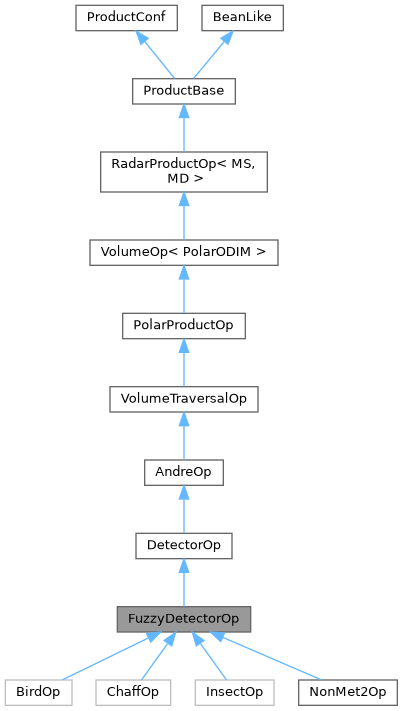 ProductConf
BeanLike
ProductBase
RadarProductOp< MS,
MD >
VolumeOp< PolarODIM >
PolarProductOp
VolumeTraversalOp
AndreOp
DetectorOp
FuzzyDetectorOp
BirdOp
ChaffOp
InsectOp
NonMet2Op